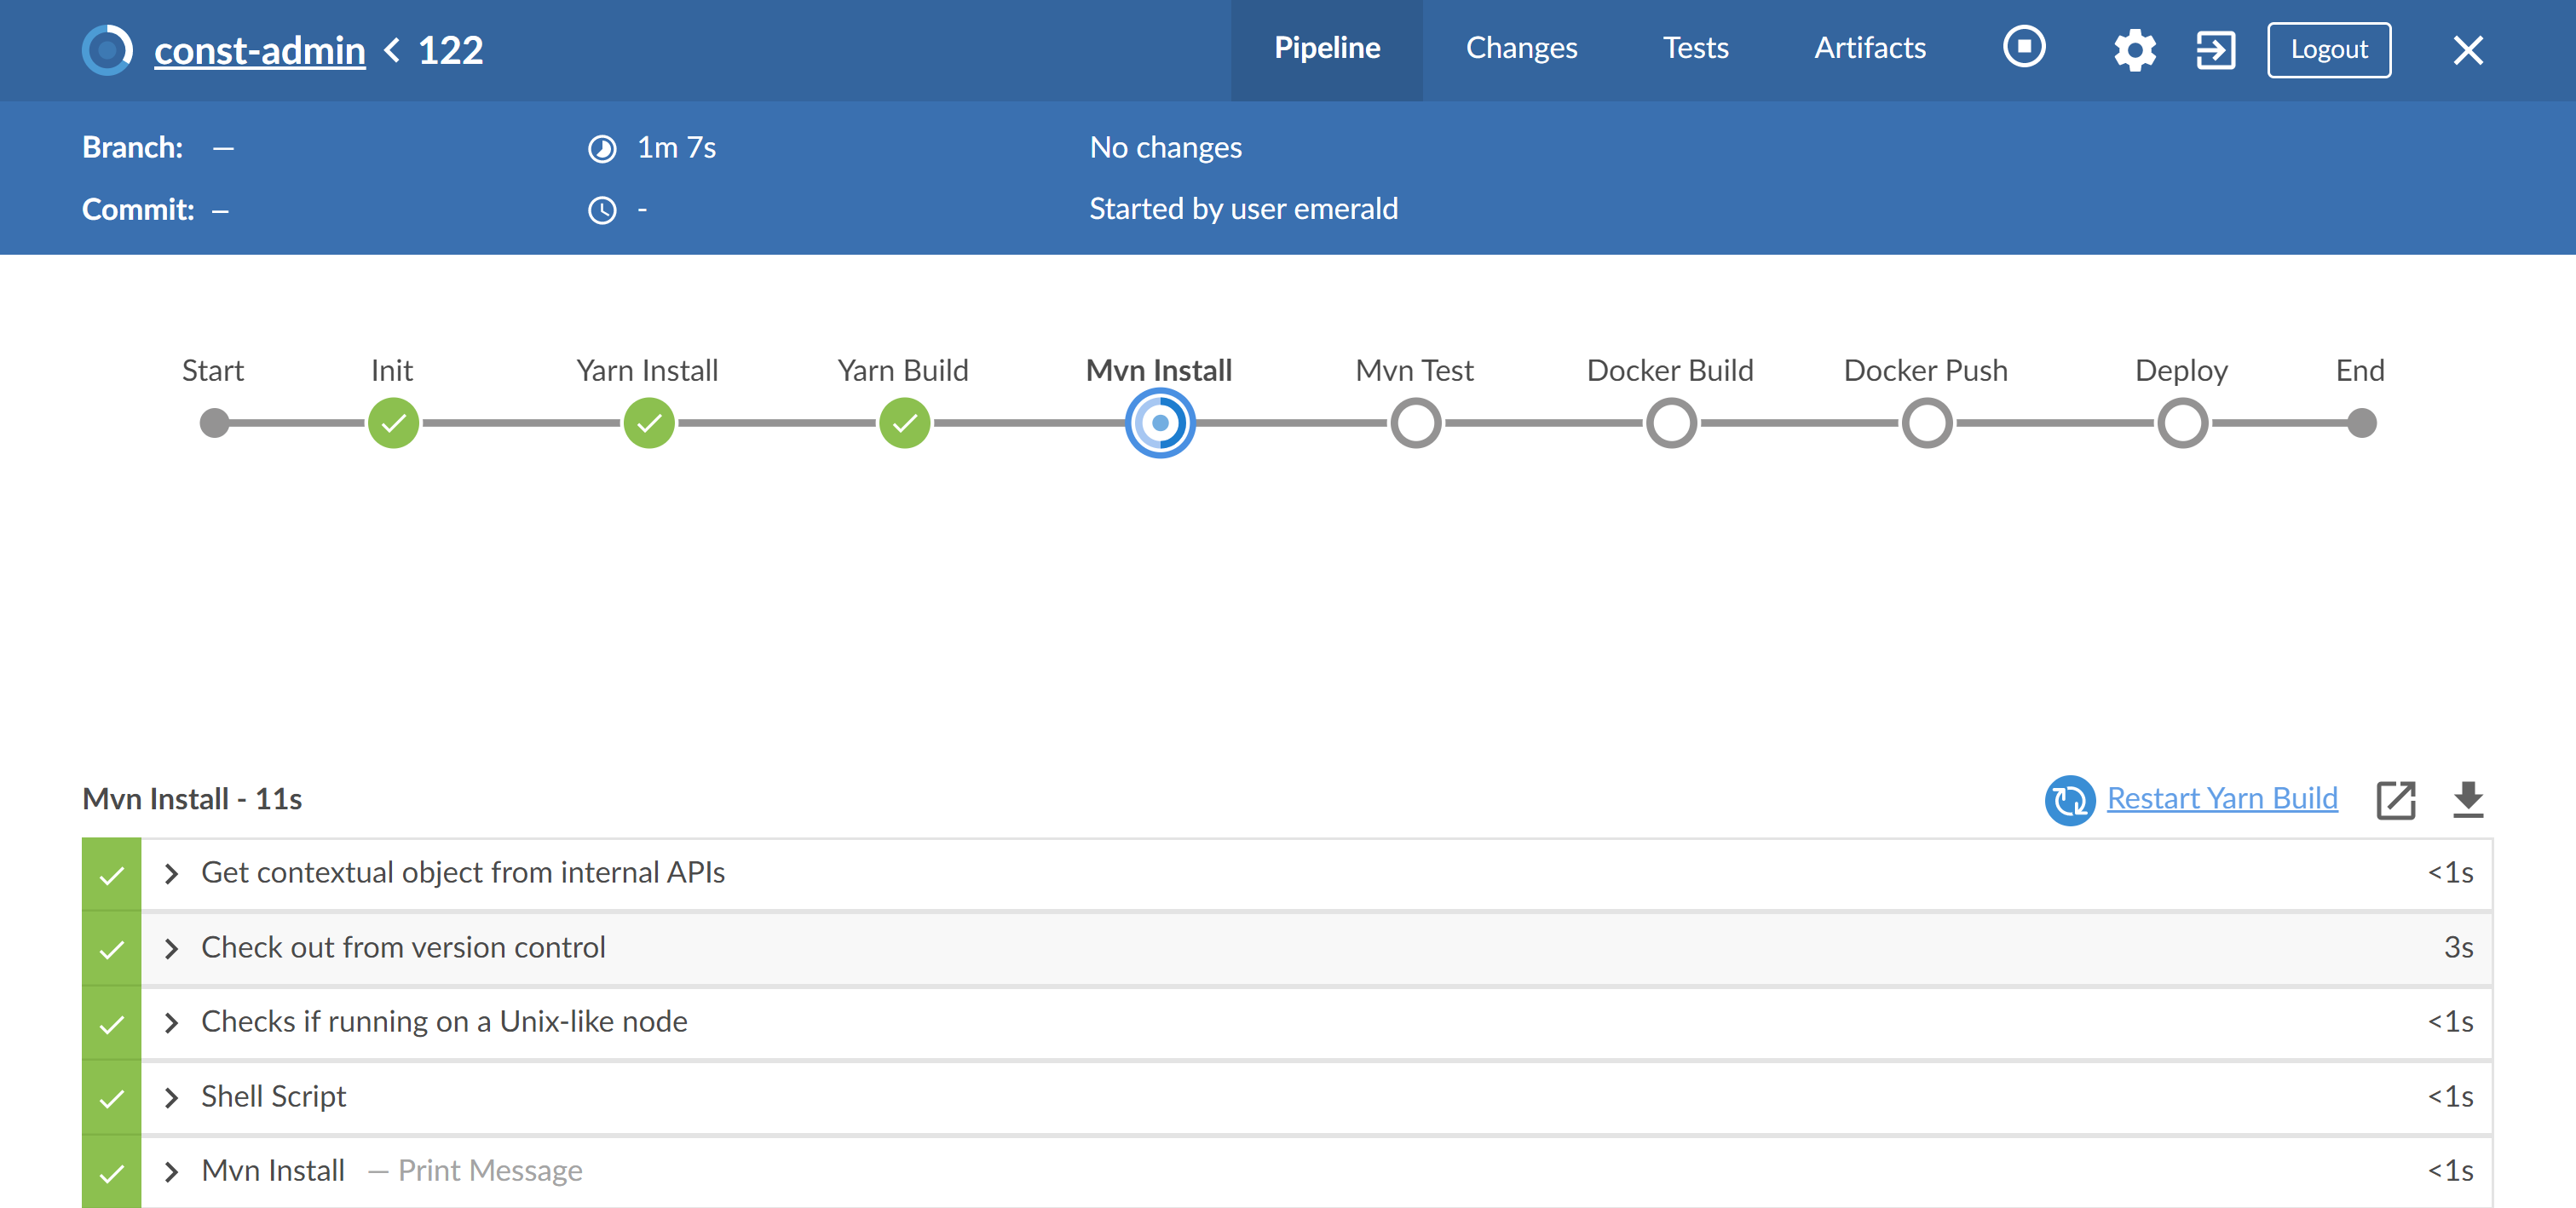 const-admin < 122
Pipeline
Changes
Tests
Artifacts
Logout
Branch: —
1m 7s
No changes
Commit: —
-
Started by user emerald
Start
Init
Yarn Install
Yarn Build
Mvn Install
Mvn Test
Docker Build
Docker Push
Deploy
End
Mvn Install - 11s
Restart Yarn Build
Get contextual object from internal APIs
<1s
Check out from version control
3s
Checks if running on a Unix-like node
<1s
Shell Script
<1s
Mvn Install — Print Message
<1s